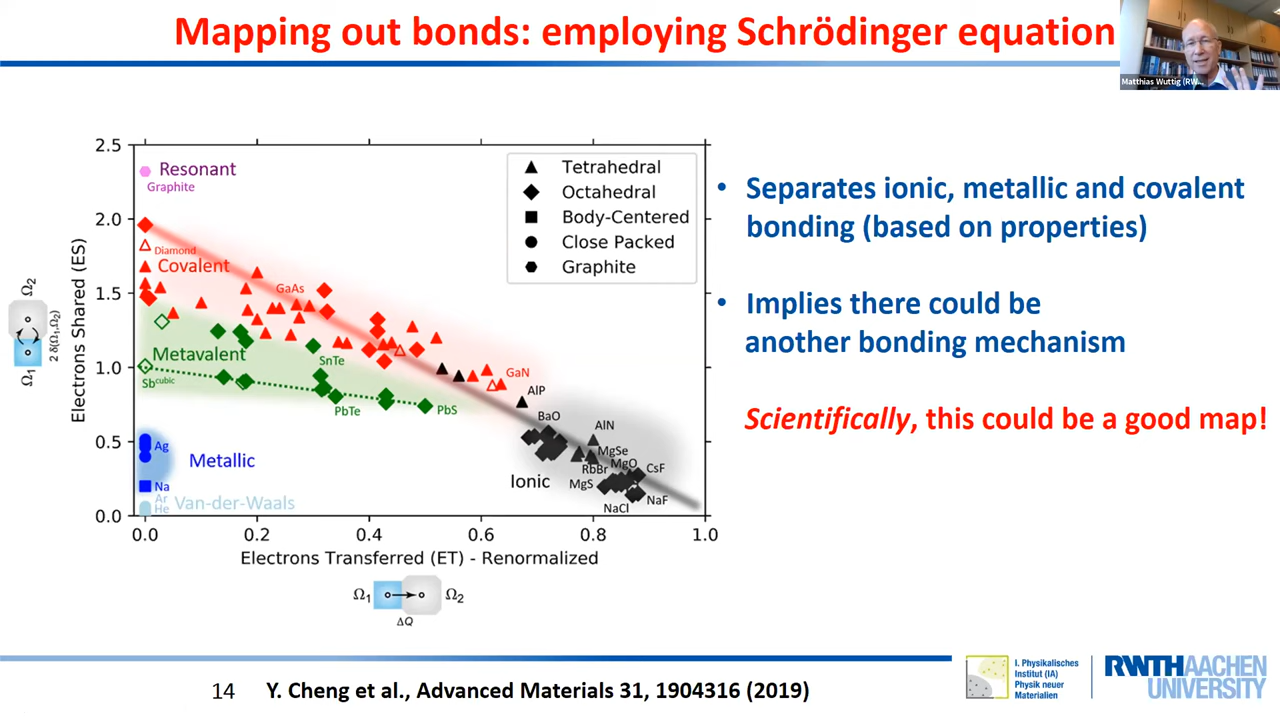 Mapping out bonds: employing Schrödinger equation
Matthias Wuttig (RW...
2.5
2.0
1.5
1.0
0.5
0.0
Electrons Shared (ES)
Ω1
Ω2
2 δ(Ω1,Ω2)
Resonant
Graphite
Diamond
Covalent
GaAs
Metavalent
Sbcubic
SnTe
PbTe
PbS
GaN
AlP
BaO
AlN
MgSe
MgO
RbBr
CsF
MgS
NaF
NaCl
Ionic
Ag
Metallic
Na
Ar
He
Van-der-Waals
Tetrahedral
Octahedral
Body-Centered
Close Packed
Graphite
0.0 0.2 0.4 0.6 0.8 1.0
Electrons Transferred (ET) - Renormalized
Ω1 Ω2
ΔQ
• Separates ionic, metallic and covalent
bonding (based on properties)
• Implies there could be
another bonding mechanism
Scientifically, this could be a good map!
14 Y. Cheng et al., Advanced Materials 31, 1904316 (2019)
I. Physikalisches
Institut (IA)
Physik neuer
Materialien
RWTHAACHEN
UNIVERSITY